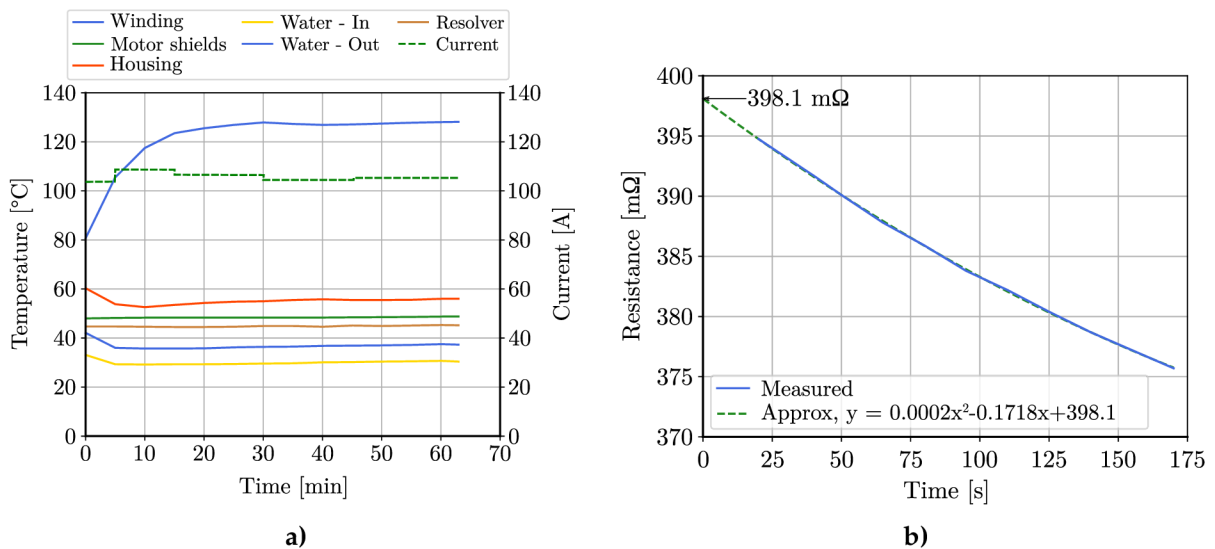 Winding
Motor shields
Housing
Water - In
Water - Out
Resolver
Current
140
120
100
80
60
40
20
0
Temperature [°C]
140
120
100
80
60
40
20
0
Current [A]
0 10 20 30 40 50 60 70
Time [min]
a)
400
395
390
385
380
375
370
Resistance [mΩ]
398.1 mΩ
Measured
Approx, y = 0.0002x²-0.1718x+398.1
0 25 50 75 100 125 150 175
Time [s]
b)